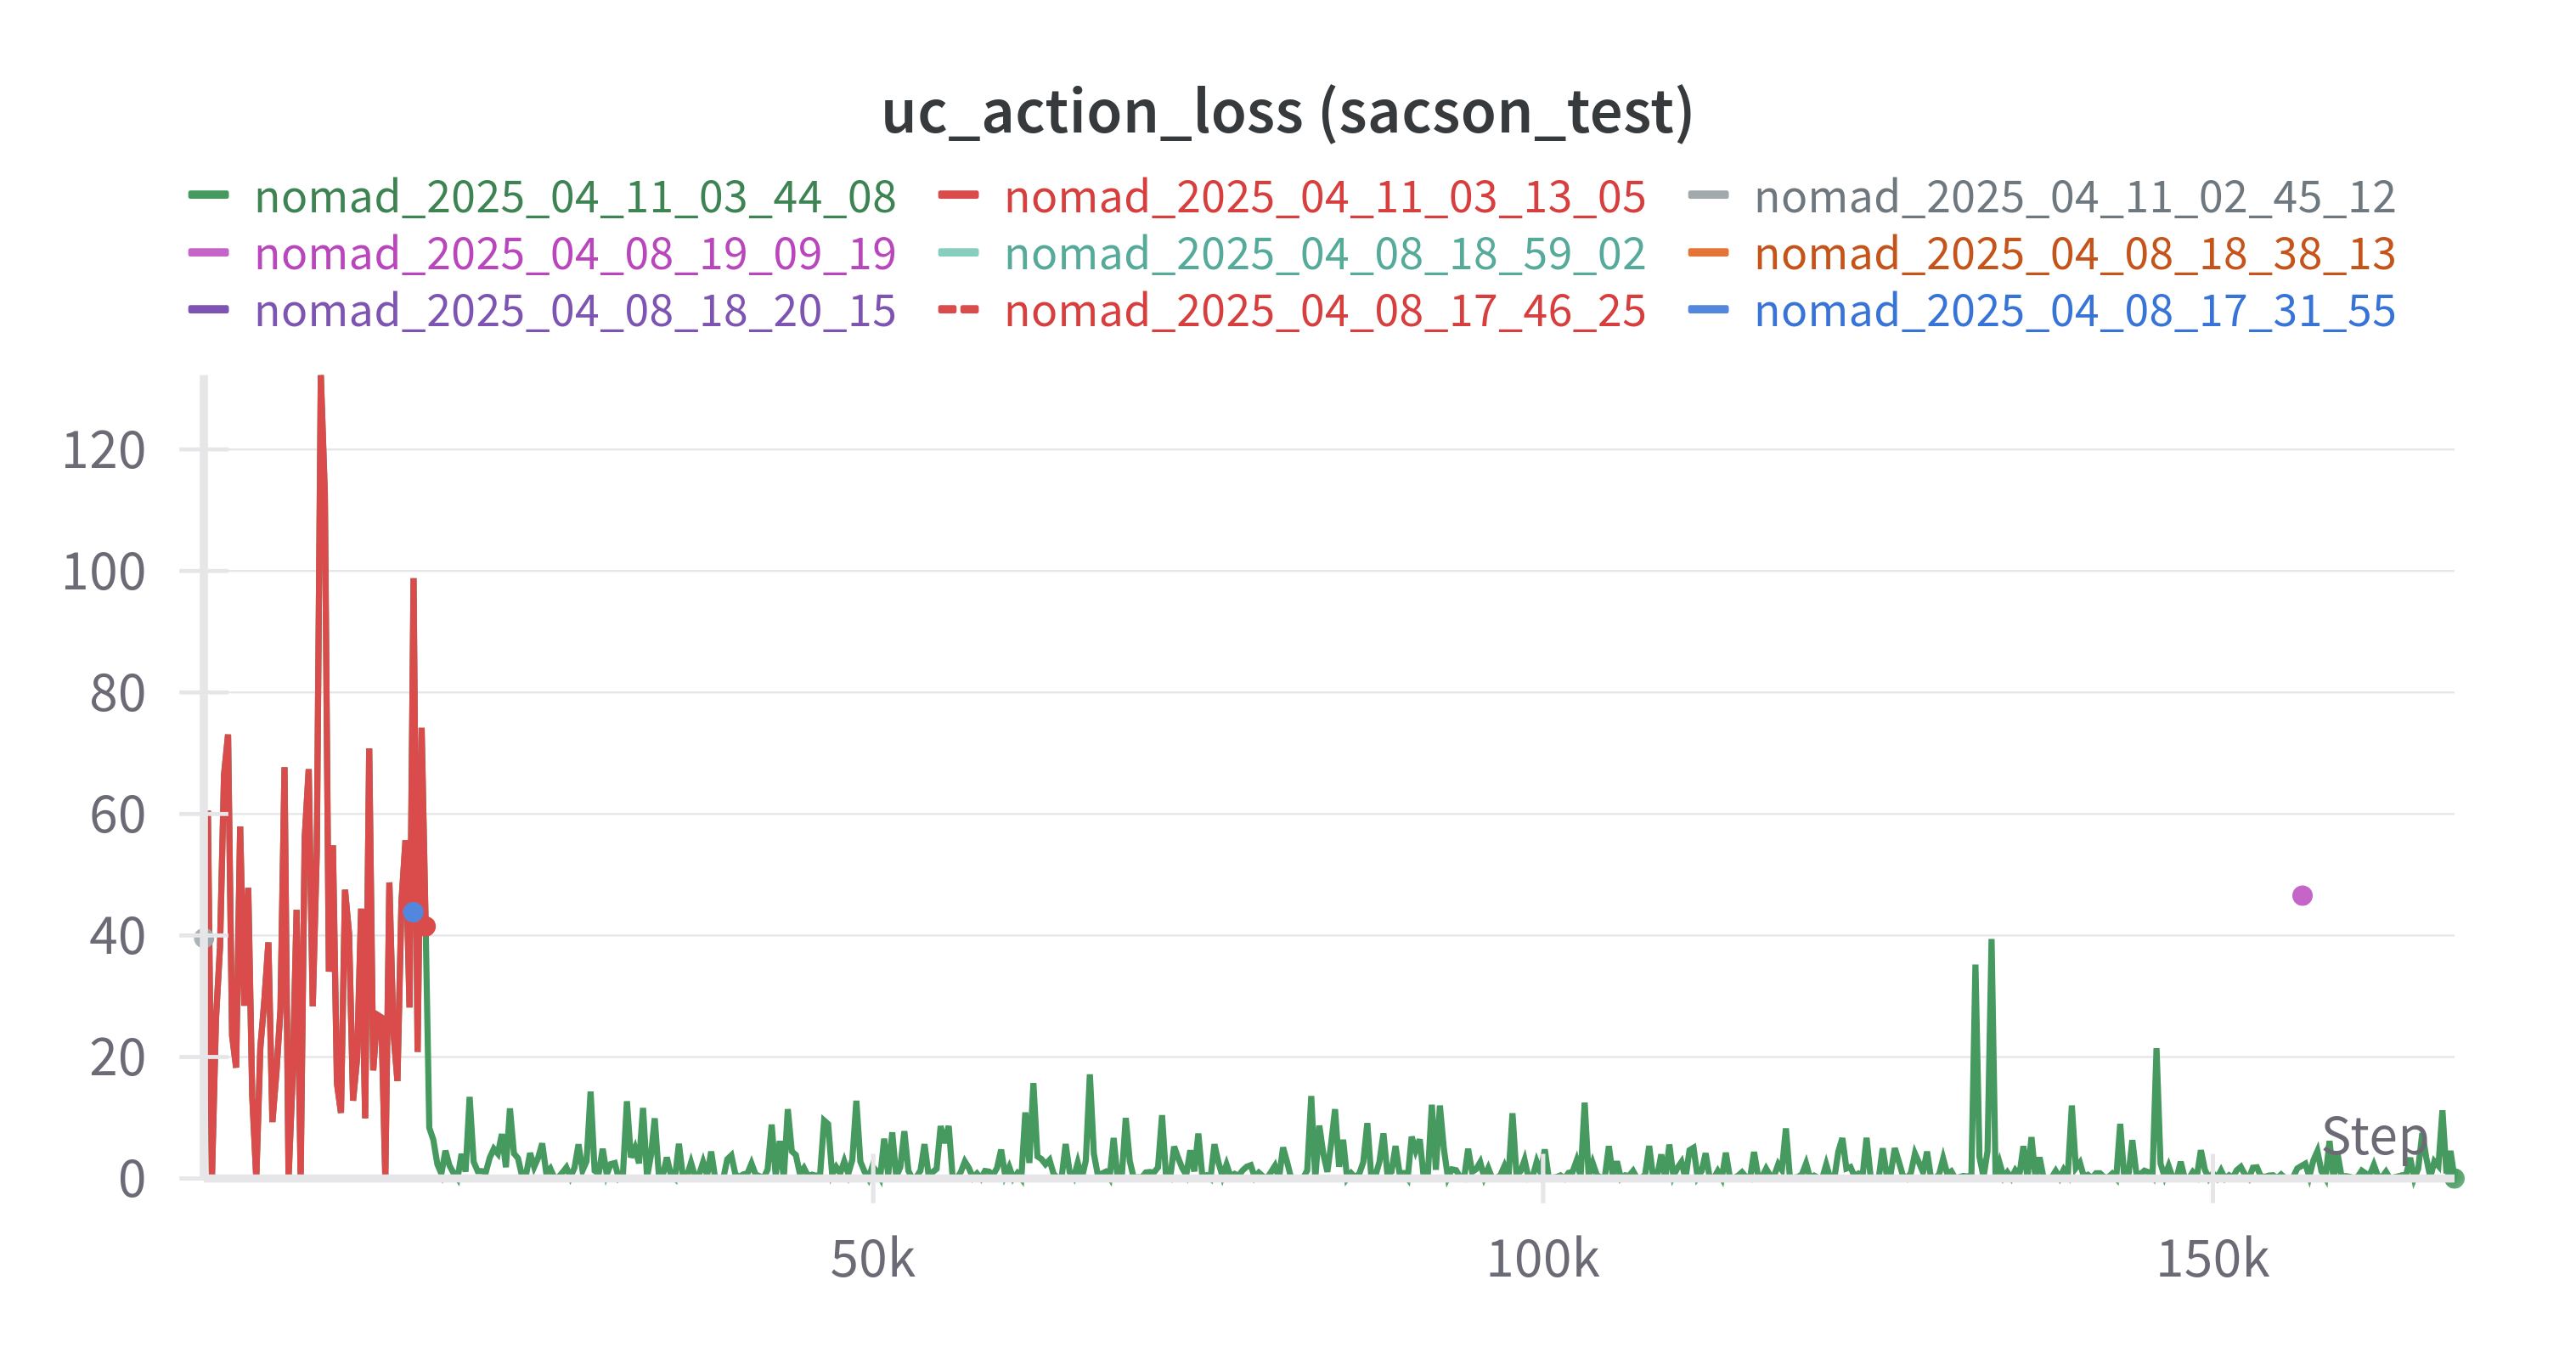 uc_action_loss (sacson_test)
nomad_2025_04_11_03_44_08 nomad_2025_04_11_03_13_05 nomad_2025_04_11_02_45_12
nomad_2025_04_08_19_09_19 nomad_2025_04_08_18_59_02 nomad_2025_04_08_18_38_13
nomad_2025_04_08_18_20_15 nomad_2025_04_08_17_46_25 nomad_2025_04_08_17_31_55
120
100
80
60
40
20
Step
0
50k 100k 150k